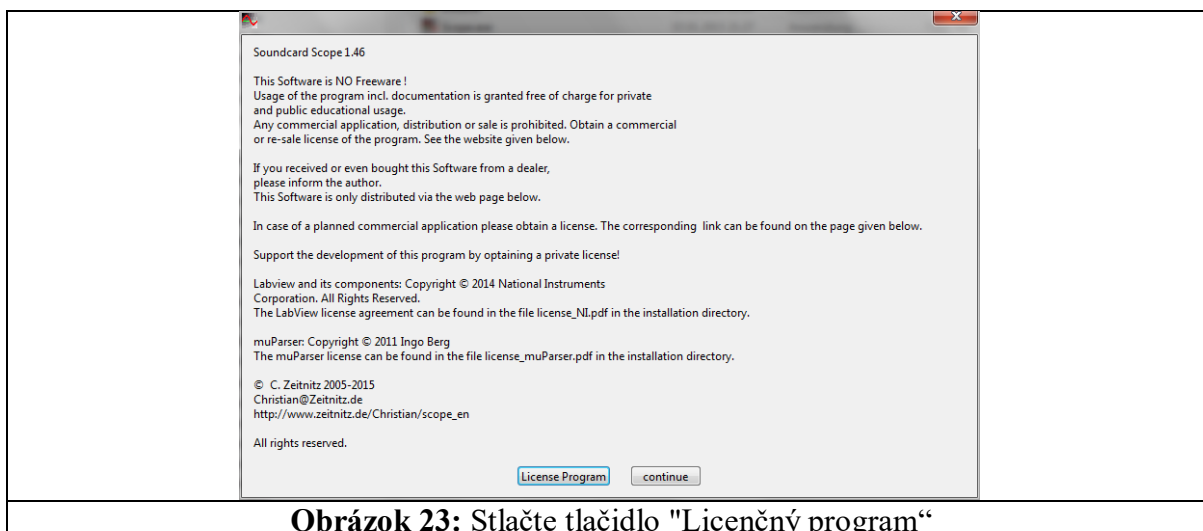 Soundcard Scope 1.46
This Software is NO Freeware !
Usage of the program incl. documentation is granted free of charge for private
and public educational usage.
Any commercial application, distribution or sale is prohibited. Obtain a commercial
or re-sale license of the program. See the website given below.
If you received or even bought this Software from a dealer,
please inform the author.
This Software is only distributed via the web page below.
In case of a planned commercial application please obtain a license. The corresponding link can be found on the page given below.
Support the development of this program by optaining a private license!
Labview and its components: Copyright © 2014 National Instruments
Corporation. All Rights Reserved.
The LabView license agreement can be found in the file license_NI.pdf in the installation directory.
muParser: Copyright © 2011 Ingo Berg
The muParser license can be found in the file license_muParser.pdf in the installation directory.
© C. Zeitnitz 2005-2015
Christian@Zeitnitz.de
http://www.zeitnitz.de/Christian/scope_en
All rights reserved.
License Program continue
Obrázok 23: Stlačte tlačidlo "Licenčný program“